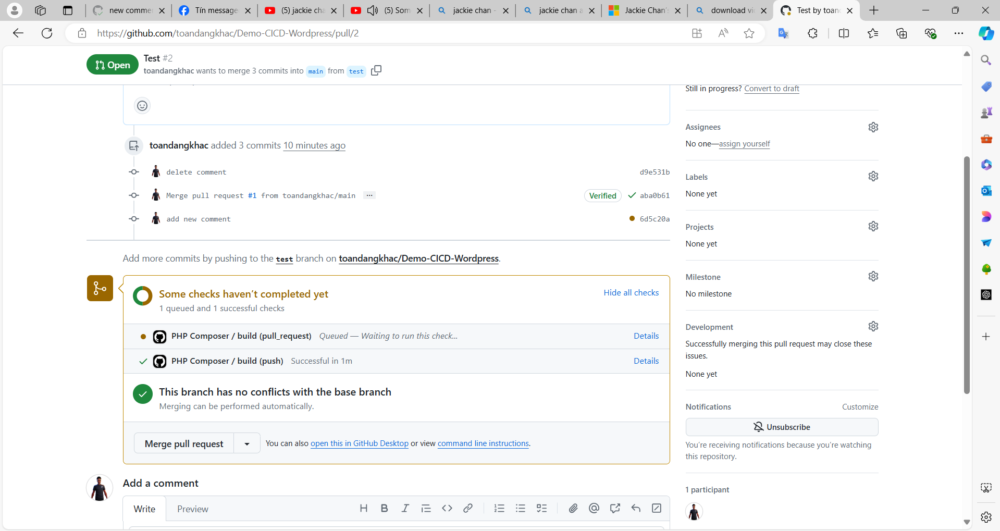 new commen
Tín message
(5) jackie cha
(5) Som
jackie chan -
jackie chan a
Jackie Chan's
download vi
Test by toan
https://github.com/toandangkhac/Demo-CICD-Wordpress/pull/2
Open
Test #2
toandangkhac wants to merge 3 commits into main from test
Still in progress? Convert to draft
Assignees
No one—assign yourself
toandangkhac added 3 commits 10 minutes ago
delete comment
d9e531b
Merge pull request #1 from toandangkhac/main ...
Verified
aba0b61
add new comment
6d5c20a
Labels
None yet
Projects
None yet
Add more commits by pushing to the test branch on toandangkhac/Demo-CICD-Wordpress.
Some checks haven't completed yet
1 queued and 1 successful checks
Hide all checks
PHP Composer / build (pull_request) Queued — Waiting to run this check...
Details
PHP Composer / build (push) Successful in 1m
Details
This branch has no conflicts with the base branch
Merging can be performed automatically.
Merge pull request
You can also open this in GitHub Desktop or view command line instructions.
Milestone
No milestone
Development
Successfully merging this pull request may close these
issues.
None yet
Notifications
Customize
Unsubscribe
You're receiving notifications because you're watching
this repository.
1 participant
Add a comment
Write
Preview